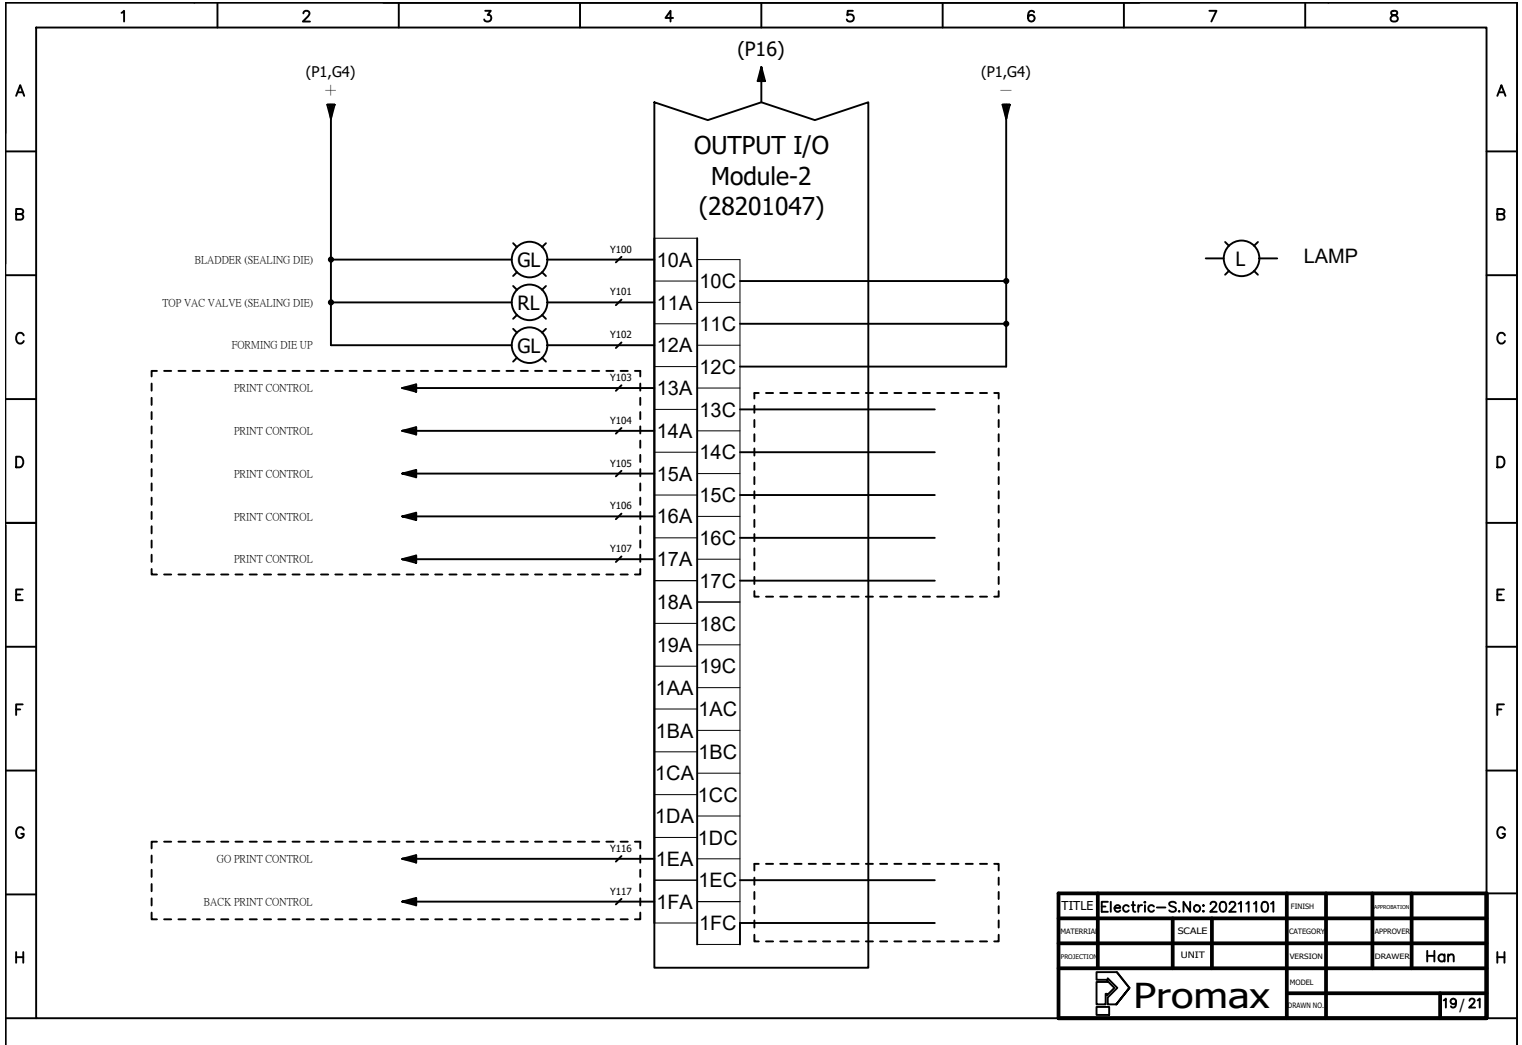 1 2 3 4 5 6 7 8
(P16)
(P1,G4)
+
(P1,G4)
−
A A
OUTPUT I/O
Module-2
(28201047)
B B
BLADDER (SEALING DIE) GL Y100 10A
10C
L LAMP
TOP VAC VALVE (SEALING DIE) RL Y101 11A
11C
C C
FORMING DIE UP GL Y102 12A
12C
PRINT CONTROL Y103 13A
13C
PRINT CONTROL Y104 14A
14C
D D
PRINT CONTROL Y105 15A
15C
PRINT CONTROL Y106 16A
16C
PRINT CONTROL Y107 17A
17C
E E
18A
18C
19A
19C
1AA
1AC
F F
1BA
1BC
1CA
1CC
1DA
1DC
G G
GO PRINT CONTROL Y116 1EA
1EC
BACK PRINT CONTROL Y117 1FA
1FC
H H
TITLE Electric-S.No: 20211101 FINISH APPROBATION
MATERRIA SCALE CATEGORY APPROVER
PROJECTION UNIT VERSION DRAWER Han
Promax MODEL
DRAWN NO. 19/21